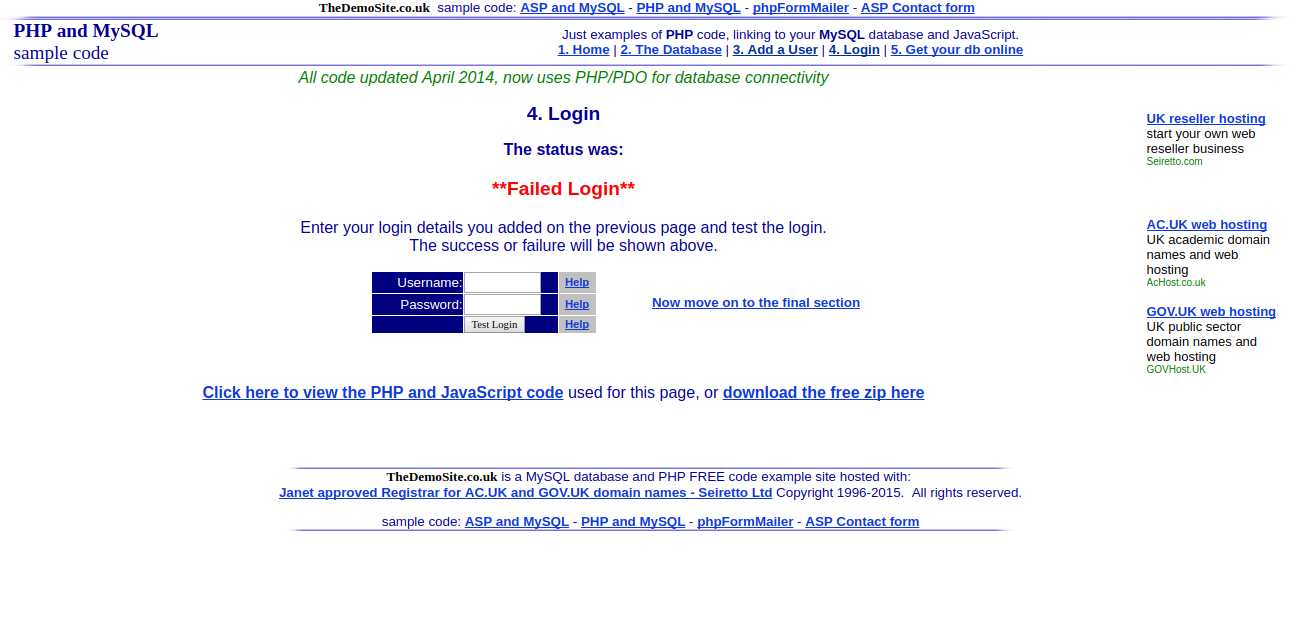 TheDemoSite.co.uk  sample code: ASP and MySQL - PHP and MySQL - phpFormMailer - ASP Contact form
PHP and MySQL
sample code
Just examples of PHP code, linking to your MySQL database and JavaScript.
1. Home | 2. The Database | 3. Add a User | 4. Login | 5. Get your db online
All code updated April 2014, now uses PHP/PDO for database connectivity
4. Login
The status was:
**Failed Login**
Enter your login details you added on the previous page and test the login.
The success or failure will be shown above.
Username: Help
Password: Help
Test Login Help
Now move on to the final section
Click here to view the PHP and JavaScript code used for this page, or download the free zip here
UK reseller hosting
start your own web
reseller business
Seiretto.com
AC.UK web hosting
UK academic domain
names and web
hosting
AcHost.co.uk
GOV.UK web hosting
UK public sector
domain names and
web hosting
GOVHost.UK
TheDemoSite.co.uk is a MySQL database and PHP FREE code example site hosted with:
Janet approved Registrar for AC.UK and GOV.UK domain names - Seiretto Ltd Copyright 1996-2015.  All rights reserved.
sample code: ASP and MySQL - PHP and MySQL - phpFormMailer - ASP Contact form